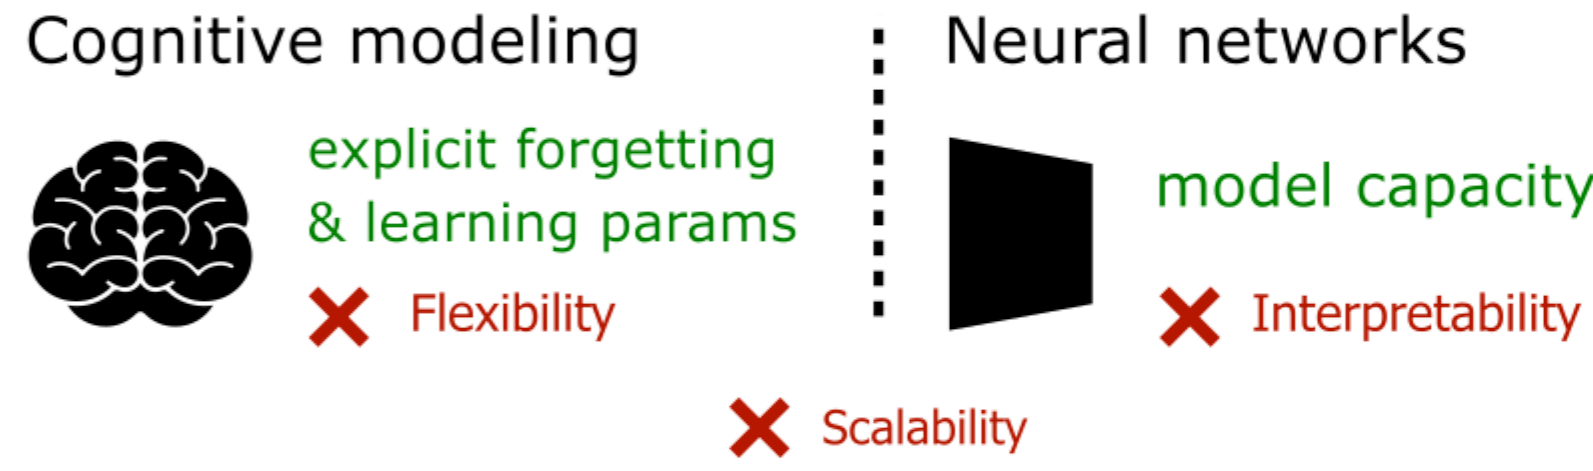 Cognitive modeling
explicit forgetting
& learning params
Flexibility
Neural networks
model capacity
Interpretability
Scalability